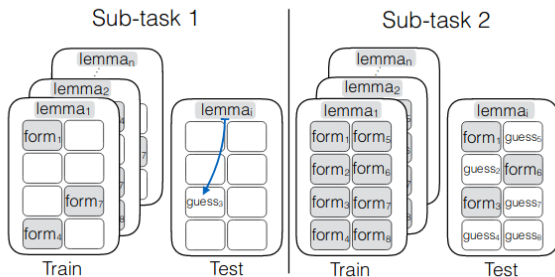 Sub-task 1
Sub-task 2
lemman
lemma2
lemma1
form1
7
form7
form4
Train
lemmai
guess3
Test
lemman
lemma2
lemma1
form1 form5
form2 form6
form3 form7
form4 form8
Train
lemmai
form1 guess5
guess2 form6
form3 guess7
guess4 guess8
Test